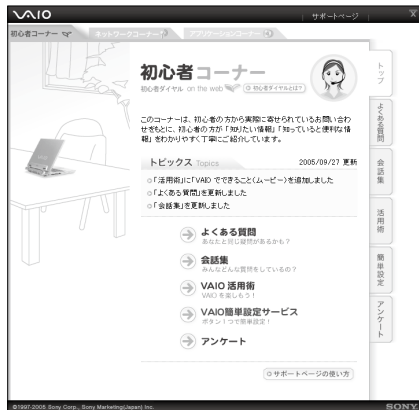 VAIO
サポートページ
X
初心者コーナー
ネットワークコーナー
アプリケーションコーナー
初心者コーナー
初心者ダイヤル on the web
初心者ダイヤルとは?
このコーナーは、初心者の方から実際に寄せられているお問い合わ
せをもとに、初心者の方が「知りたい情報」「知っていると便利な情
報」をわかりやすく丁寧にご紹介しています。
トピックス Topics
2005/09/27 更新
「活用術」に「VAIO でできること(ムービー)を追加しました
「よくある質問」を更新しました
「会話集」を更新しました
よくある質問
あなたと同じ疑問があるかも?
会話集
みんなどんな質問をしているの?
VAIO 活用術
VAIOを楽しもう!
VAIO簡単設定サービス
ボタン1つで簡単設定!
アンケート
サポートページの使い方
トップ
よくある質問
会話集
活用術
簡単設定
アンケート
©1997-2005 Sony Corp., Sony Marketing(Japan) Inc.
SONY